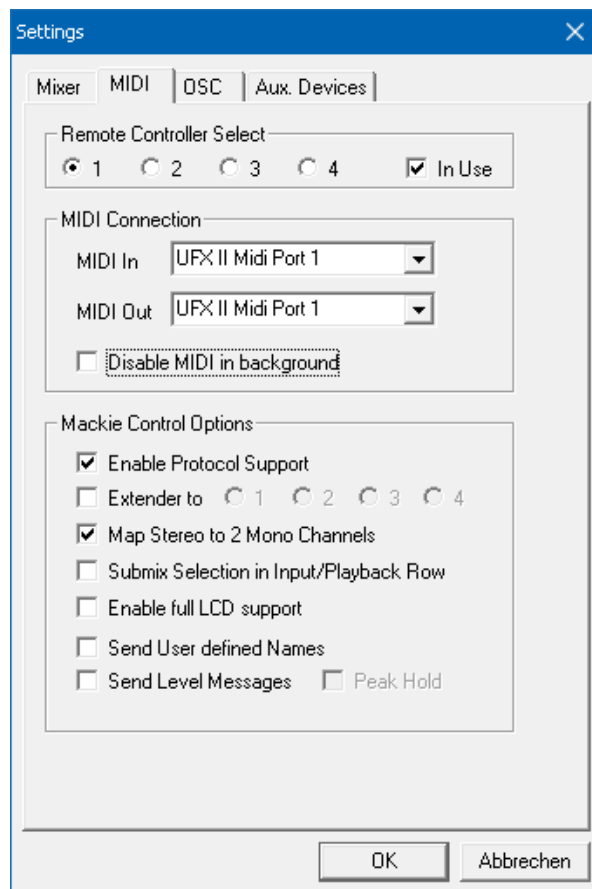 Settings
Mixer MIDI OSC Aux. Devices
Remote Controller Select
1 2 3 4 In Use
MIDI Connection
MIDI In UFX II Midi Port 1
MIDI Out UFX II Midi Port 1
Disable MIDI in background
Mackie Control Options
Enable Protocol Support
Extender to 1 2 3 4
Map Stereo to 2 Mono Channels
Submix Selection in Input/Playback Row
Enable full LCD support
Send User defined Names
Send Level Messages Peak Hold
OK Abbrechen